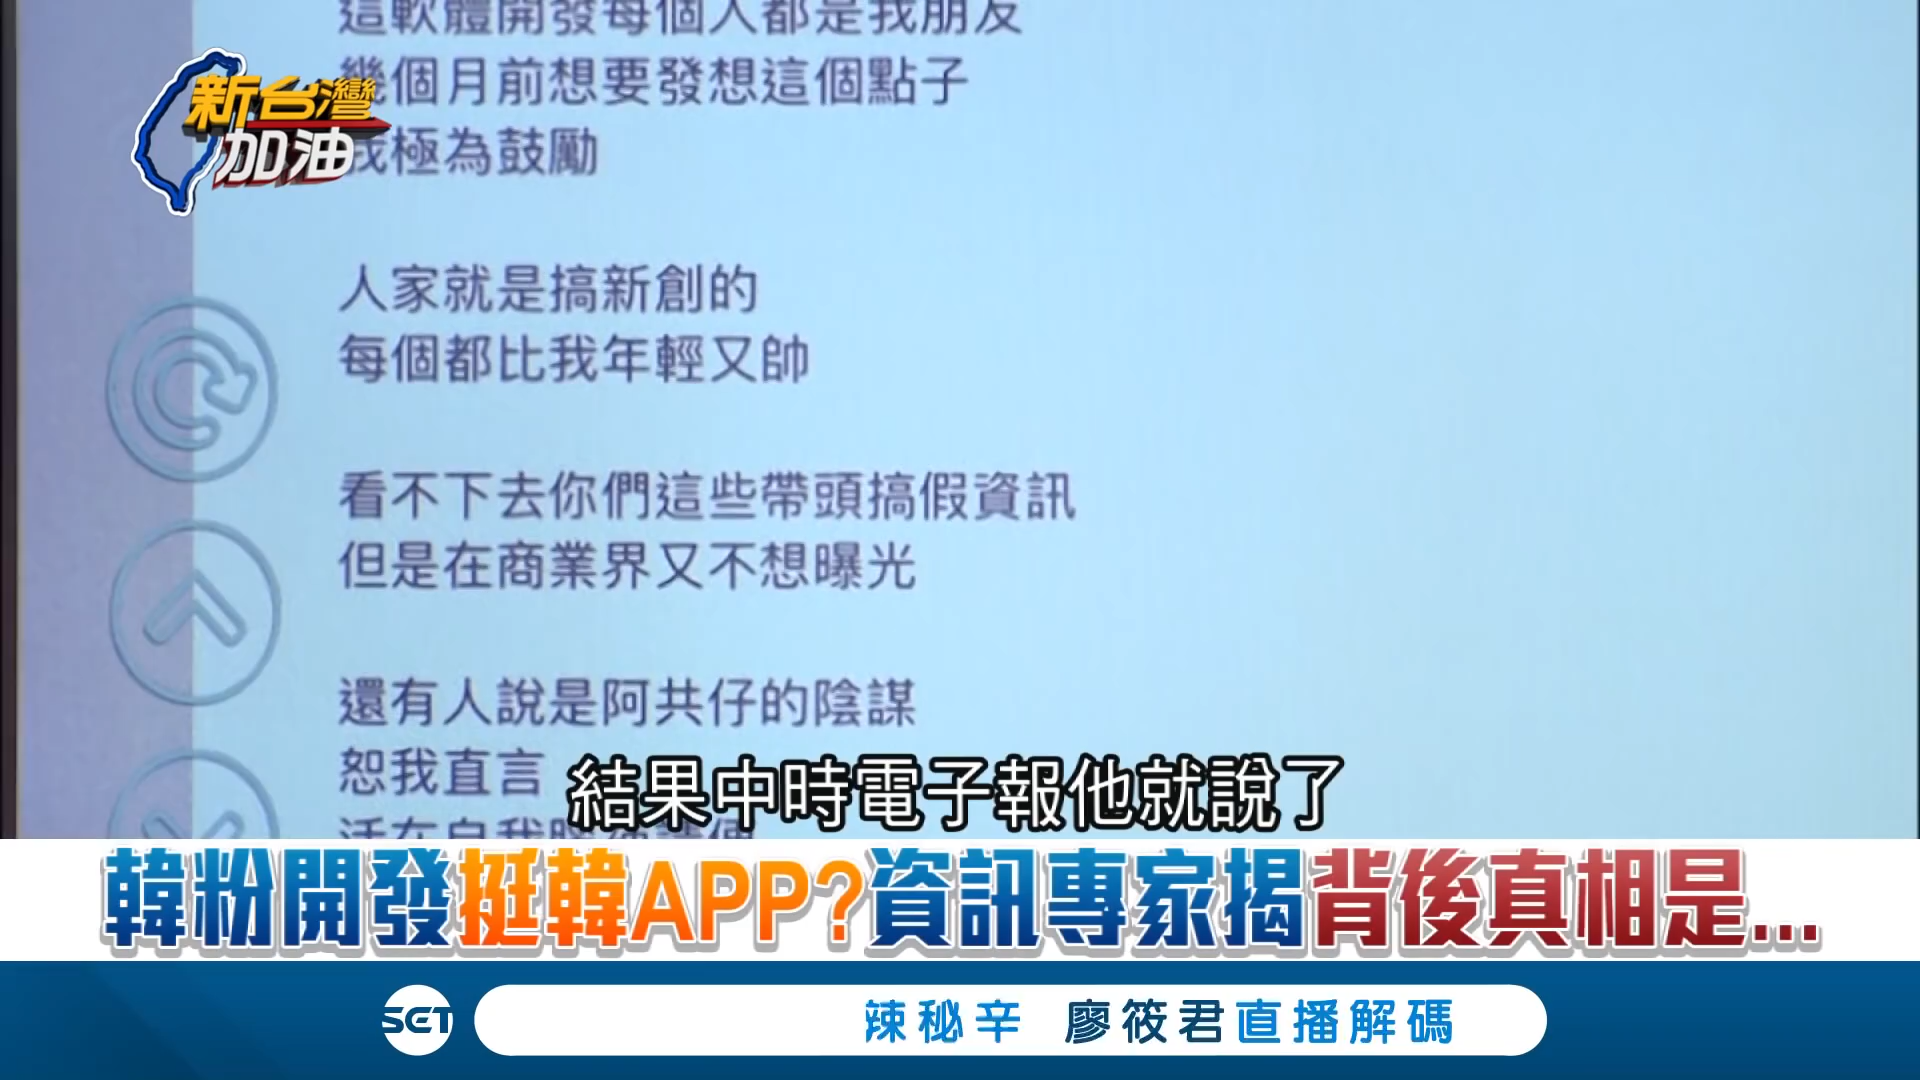 這軟體開發每個人都是我朋友
新台灣
加油
幾個月前想要發想這個點子
我極為鼓勵
人家就是搞新創的
每個都比我年輕又帥
看不下去你們這些帶頭搞假資訊
但是在商業界又不想曝光
還有人說是阿共仔的陰謀
恕我直言
結果中時電子報他就說了
韓粉開發挺韓APP?資訊專家揭背後真相是...
SET
辣秘辛 廖筱君直播解碼